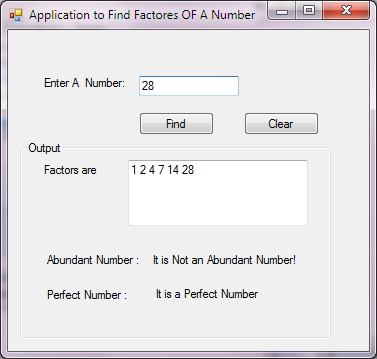 Application to Find Factores OF A Number
Enter A Number:
28
Find
Clear
Output
Factors are
1 2 4 7 14 28
Abundant Number :
It is Not an Abundant Number!
Perfect Number :
It is a Perfect Number